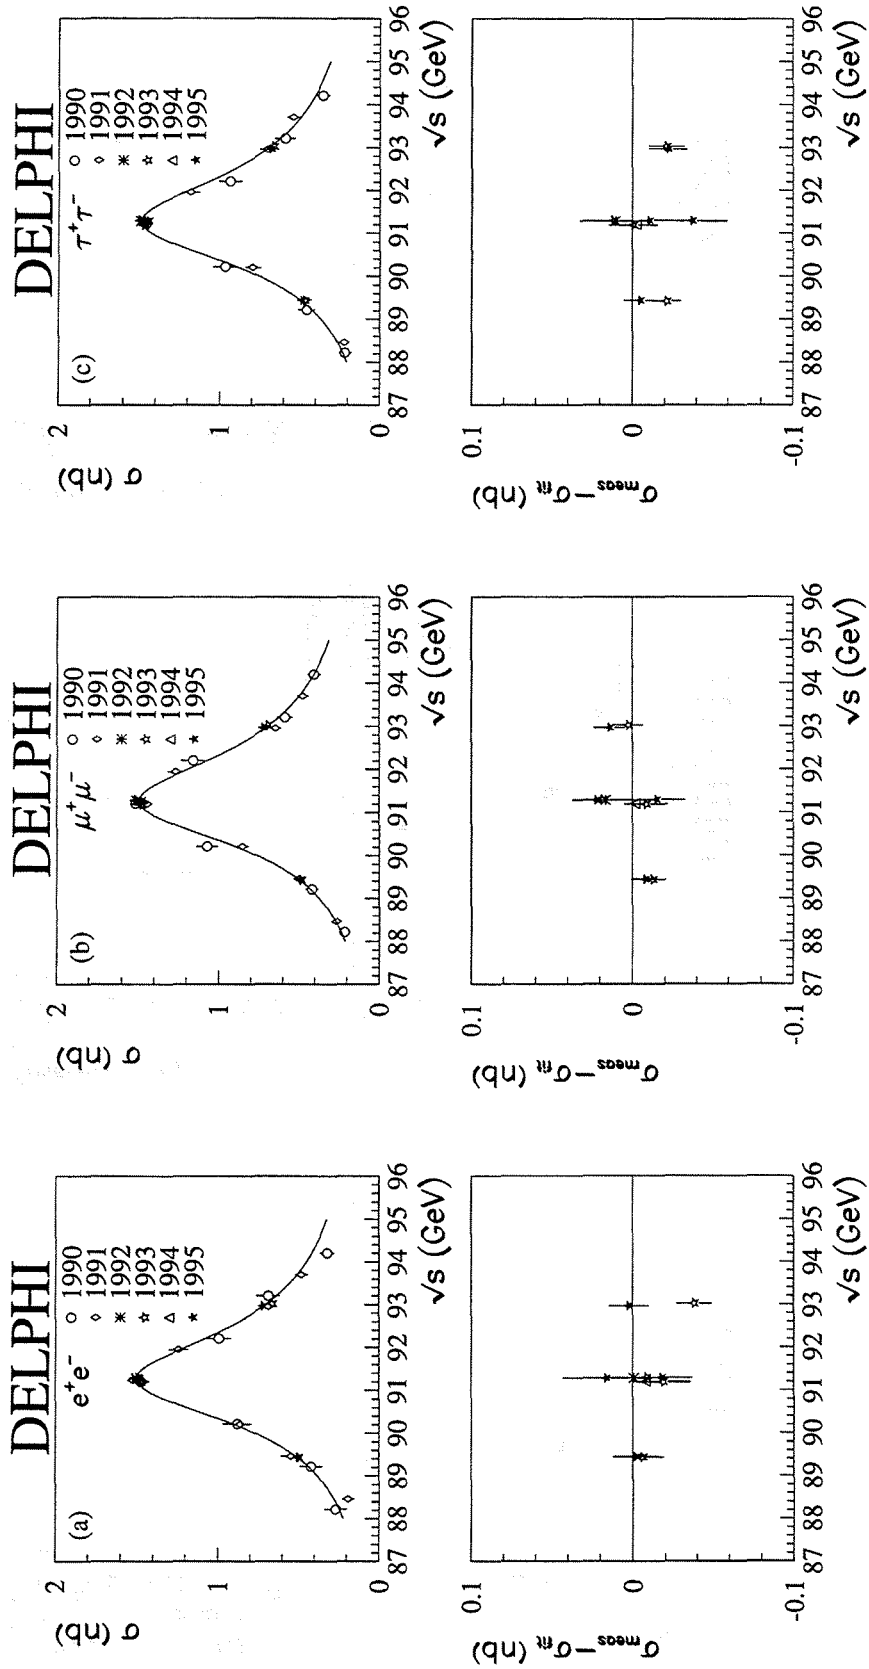 DELPHI
(a)
e⁺e⁻
○ 1990
◇ 1991
✳ 1992
☆ 1993
△ 1994
★ 1995
σ (nb)
2
1
0
87 88 89 90 91 92 93 94 95 96
√s (GeV)
σmeas−σfit (nb)
0.1
0
-0.1
87 88 89 90 91 92 93 94 95 96
√s (GeV)
DELPHI
(b)
μ⁺μ⁻
○ 1990
◇ 1991
✳ 1992
☆ 1993
△ 1994
★ 1995
σ (nb)
2
1
0
87 88 89 90 91 92 93 94 95 96
√s (GeV)
σmeas−σfit (nb)
0.1
0
-0.1
87 88 89 90 91 92 93 94 95 96
√s (GeV)
DELPHI
(c)
τ⁺τ⁻
○ 1990
◇ 1991
✳ 1992
☆ 1993
△ 1994
★ 1995
σ (nb)
2
1
0
87 88 89 90 91 92 93 94 95 96
√s (GeV)
σmeas−σfit (nb)
0.1
0
-0.1
87 88 89 90 91 92 93 94 95 96
√s (GeV)